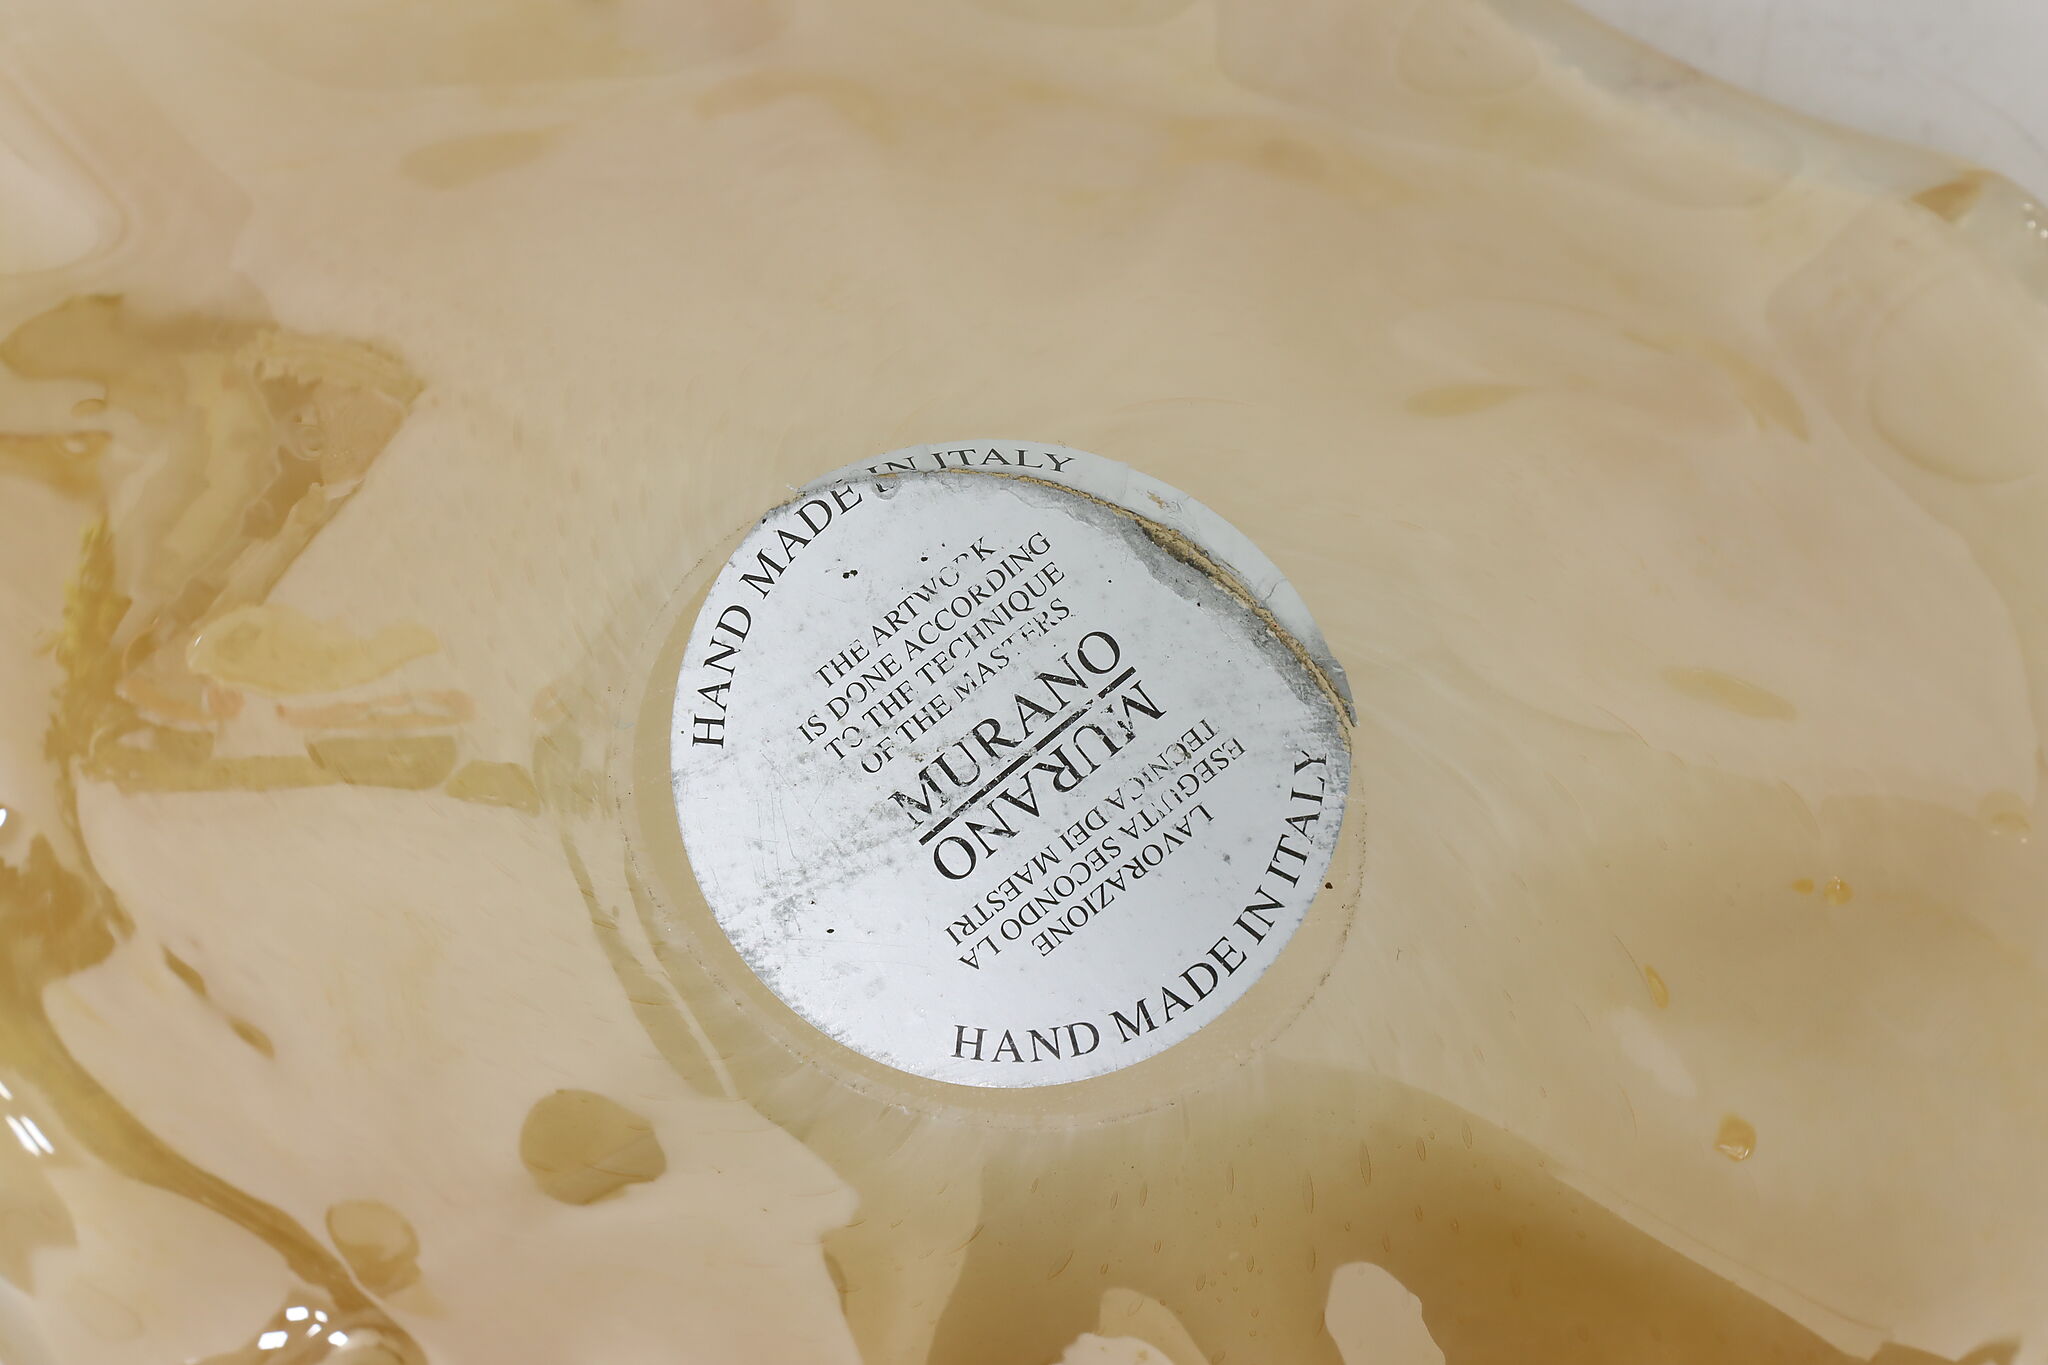 HAND MADE IN ITALY
THE ARTWORK
IS DONE ACCORDING
TO THE TECHNIQUE
OF THE MASTERS
MURANO
MURANO
LAVORAZIONE
ESEGUITA SECONDO LA
TECNICA DEI MAESTRI
HAND MADE IN ITALY